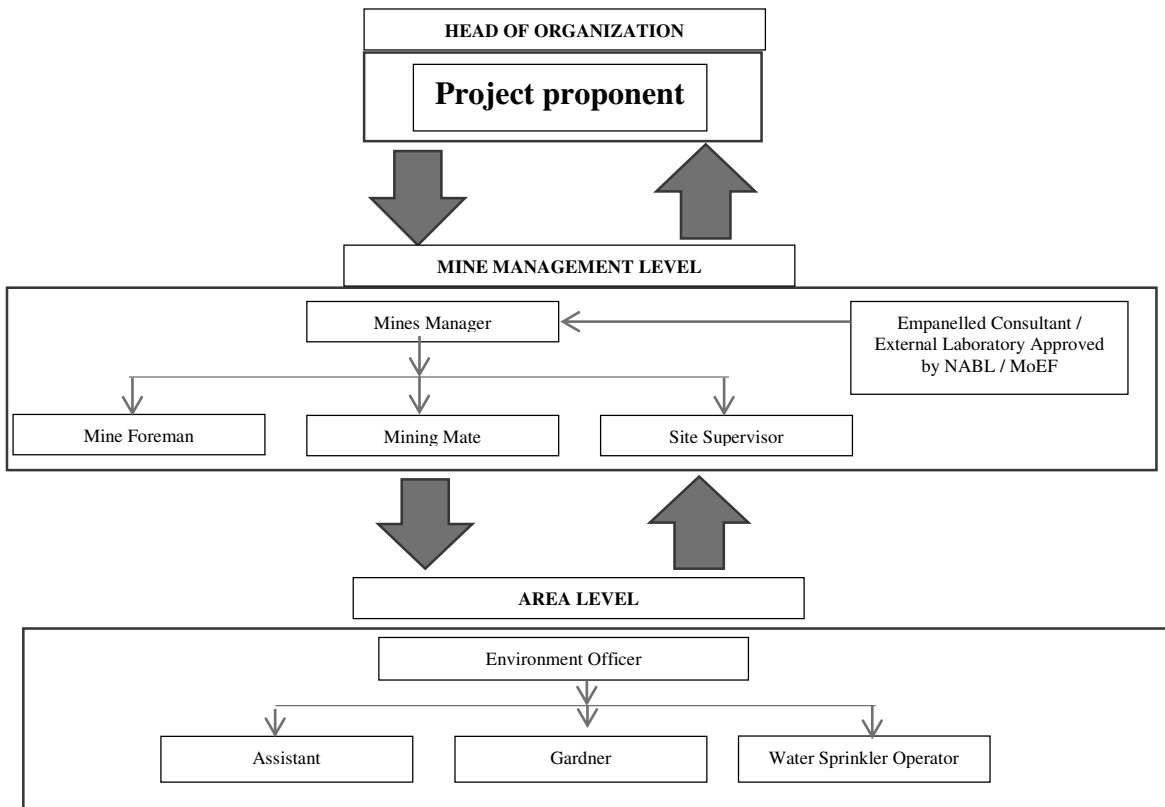 HEAD OF ORGANIZATION
Project proponent
MINE MANAGEMENT LEVEL
Mines Manager
Empanelled Consultant /
External Laboratory Approved
by NABL / MoEF
Mine Foreman
Mining Mate
Site Supervisor
AREA LEVEL
Environment Officer
Assistant
Gardner
Water Sprinkler Operator